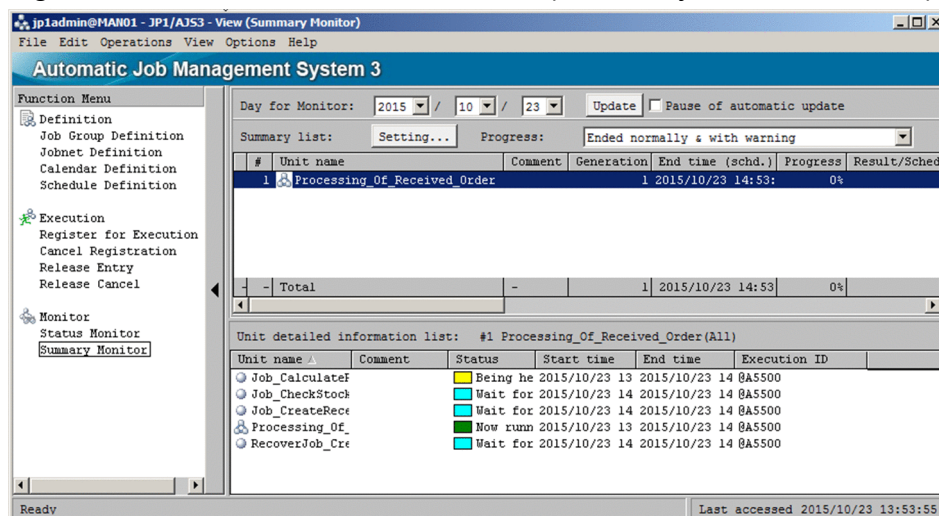 jp1admin@MAN01 - JP1/AJS3 - View (Summary Monitor)
File Edit Operations View Options Help
Automatic Job Management System 3
Function Menu
Definition
Job Group Definition
Jobnet Definition
Calendar Definition
Schedule Definition
Execution
Register for Execution
Cancel Registration
Release Entry
Release Cancel
Monitor
Status Monitor
Summary Monitor
Day for Monitor: 2015 / 10 / 23 Update Pause of automatic update
Summary list: Setting... Progress: Ended normally & with warning
# Unit name Comment Generation End time (schd.) Progress Result/Sched
1 Processing_Of_Received_Order 1 2015/10/23 14:53: 0%
- - Total - 1 2015/10/23 14:53 0%
Unit detailed information list: #1 Processing_Of_Received_Order(All)
Unit name Comment Status Start time End time Execution ID
Job_CalculateF Being he 2015/10/23 13 2015/10/23 14 @A5500
Job_CheckStock Wait for 2015/10/23 14 2015/10/23 14 @A5500
Job_CreateRece Wait for 2015/10/23 14 2015/10/23 14 @A5500
Processing_Of_ Now runn 2015/10/23 13 2015/10/23 14 @A5500
RecoverJob_Cre Wait for 2015/10/23 14 2015/10/23 14 @A5500
Ready
Last accessed 2015/10/23 13:53:55